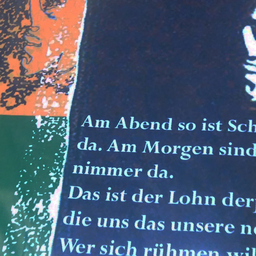 Am Abend so ist Sch
da. Am Morgen sind
nimmer da.
Das ist der Lohn der
die uns das unsere ne
Wer sich rühmen wil